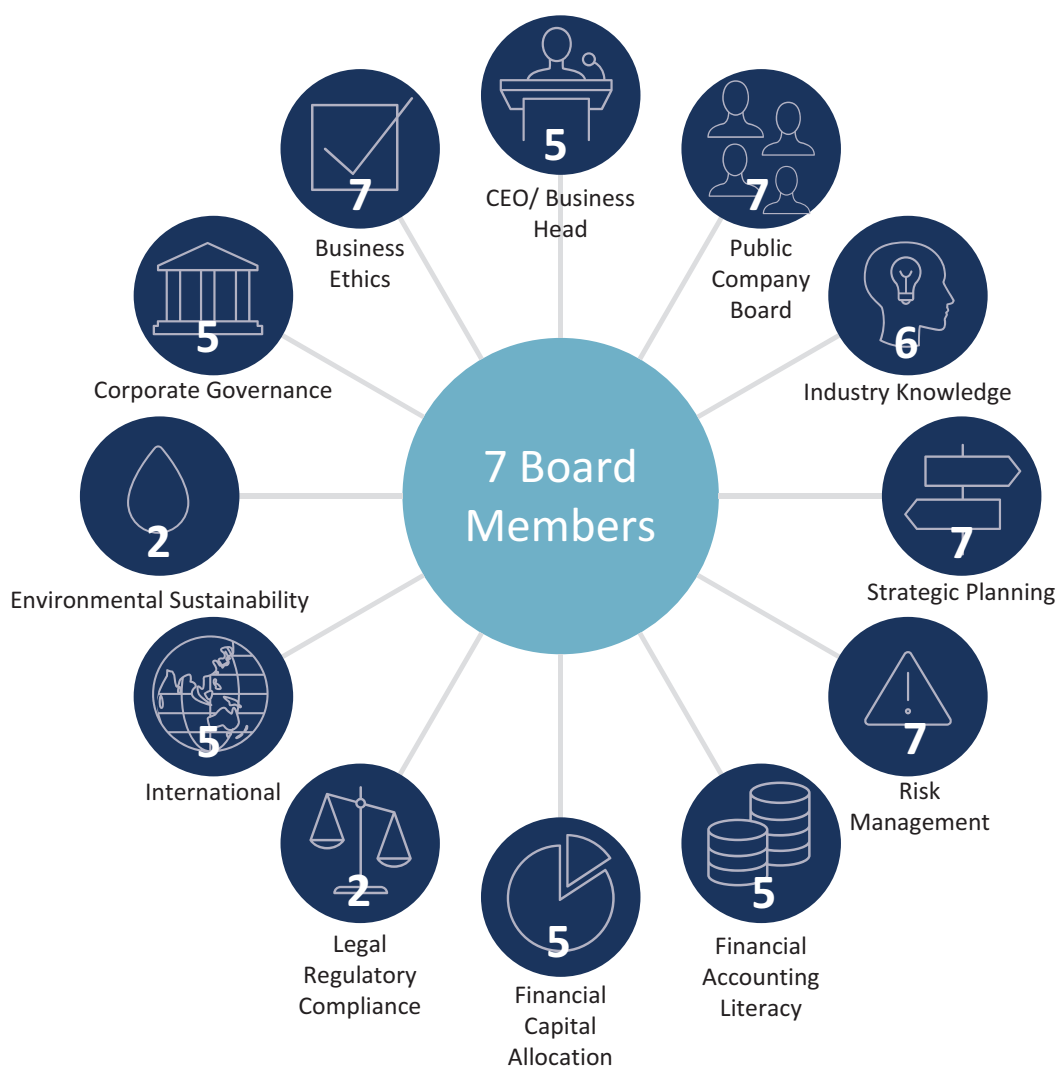 5
CEO/ Business
Head
7
Public
Company
Board
6
Industry Knowledge
7
Strategic Planning
7
Risk
Management
5
Financial
Accounting
Literacy
5
Financial
Capital
Allocation
2
Legal
Regulatory
Compliance
5
International
2
Environmental Sustainability
5
Corporate Governance
7
Business
Ethics
7 Board
Members